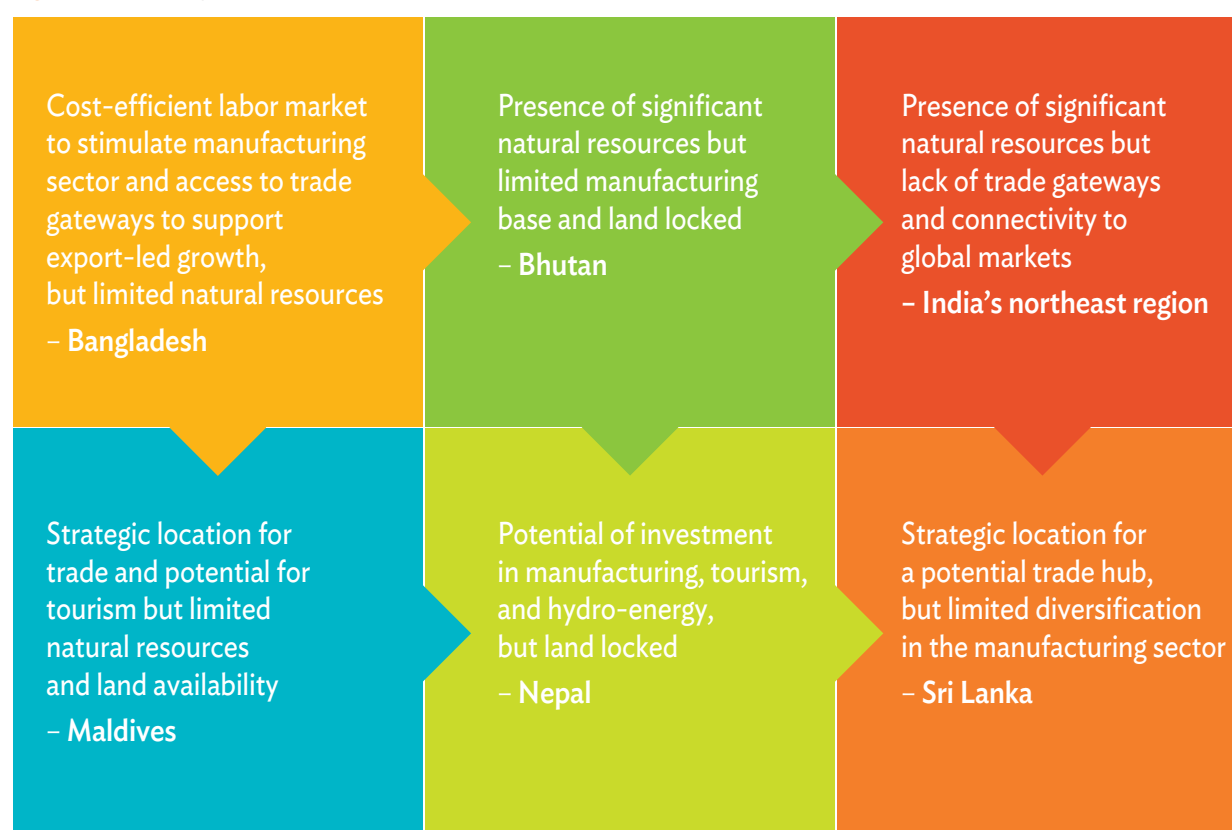 Cost-efficient labor market
to stimulate manufacturing
sector and access to trade
gateways to support
export-led growth,
but limited natural resources
– Bangladesh
Presence of significant
natural resources but
limited manufacturing
base and land locked
– Bhutan
Presence of significant
natural resources but
lack of trade gateways
and connectivity to
global markets
– India’s northeast region
Strategic location for
trade and potential for
tourism but limited
natural resources
and land availability
– Maldives
Potential of investment
in manufacturing, tourism,
and hydro-energy,
but land locked
– Nepal
Strategic location for
a potential trade hub,
but limited diversification
in the manufacturing sector
– Sri Lanka